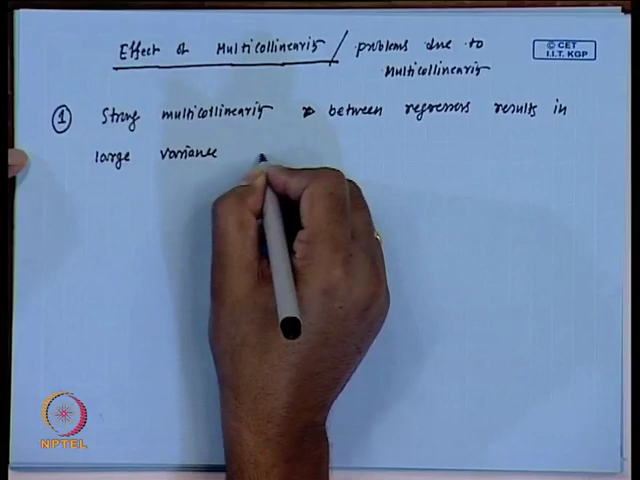 Effect of Multicollinearity / problems due to
Multicollinearity
© CET
I.I.T. KGP
① Strong multicollinearity between regressors results in
large variance
NPTEL